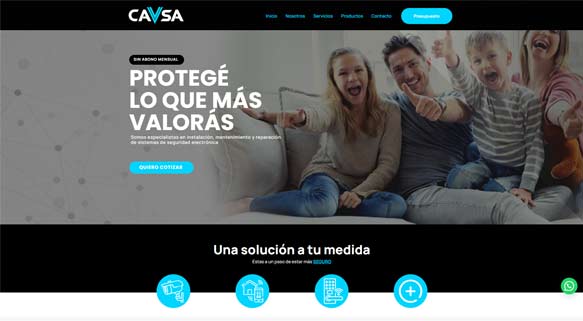 CAVSA
Inicio Nosotros Servicios Productos Contacto Presupuesto
SIN ABONO MENSUAL
PROTEGÉ
LO QUE MÁS
VALORÁS
Somos especialistas en instalación, mantenimiento y reparación
de sistemas de seguridad electrónica
QUIERO COTIZAR
Una solución a tu medida
Estas a un paso de estar más SEGURO